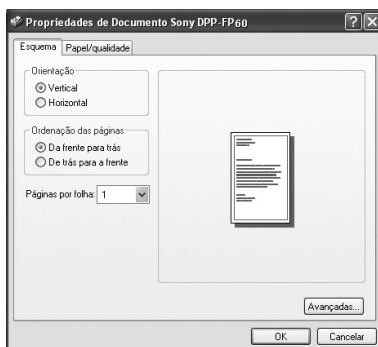 Propriedades de Documento Sony DPP-FP60
Esquema Papel/qualidade
Orientação
Vertical
Horizontal
Ordenação das páginas
Da frente para trás
De trás para a frente
Páginas por folha: 1
Avançadas...
OK Cancelar